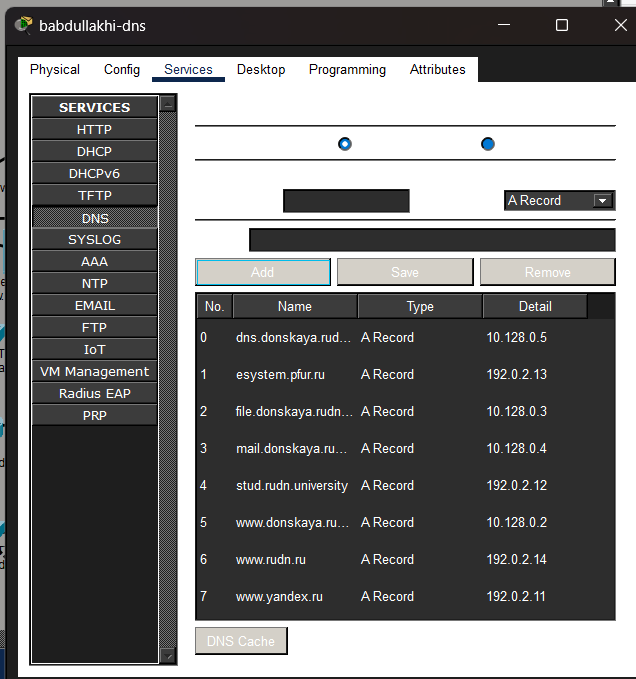 babdullakhi-dns
Physical Config Services Desktop Programming Attributes
SERVICES
HTTP
DHCP
DHCPv6
TFTP
DNS
SYSLOG
AAA
NTP
EMAIL
FTP
IoT
VM Management
Radius EAP
PRP
A Record
Add Save Remove
No. Name Type Detail
0 dns.donskaya.rud... A Record 10.128.0.5
1 esystem.pfur.ru A Record 192.0.2.13
2 file.donskaya.rudn... A Record 10.128.0.3
3 mail.donskaya.ru... A Record 10.128.0.4
4 stud.rudn.university A Record 192.0.2.12
5 www.donskaya.ru... A Record 10.128.0.2
6 www.rudn.ru A Record 192.0.2.14
7 www.yandex.ru A Record 192.0.2.11
DNS Cache